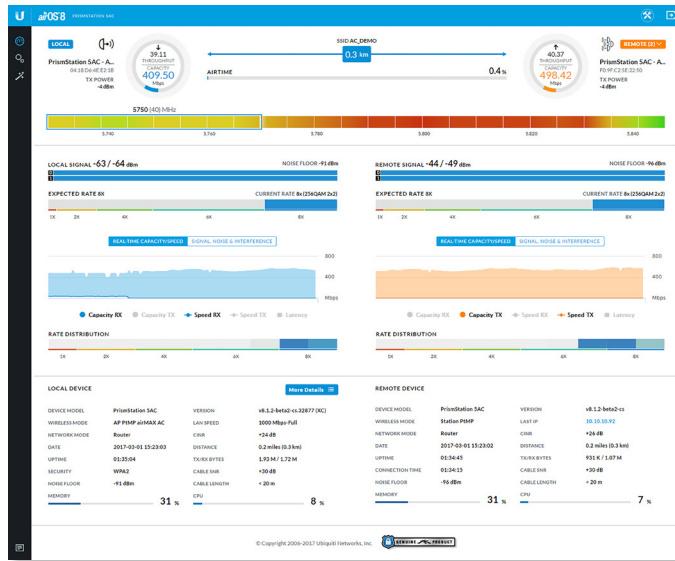 U airOS 8 PRISMSTATION 5AC
LOCAL
PrismStation 5AC - A...
04:18:D6:4E:E2:1B
TX POWER
-4 dBm
39.11
THROUGHPUT
CAPACITY
409.50
Mbps
SSID AC_DEMO
0.3 km
AIRTIME
0.4 %
40.37
THROUGHPUT
CAPACITY
498.42
Mbps
REMOTE (2)
PrismStation 5AC - A...
F0:9F:C2:5E:22:50
TX POWER
-4 dBm
5750 (40) MHz
5.740 5.760 5.780 5.800 5.820 5.840
LOCAL SIGNAL -63 / -64 dBm NOISE FLOOR -91 dBm
0
1
EXPECTED RATE 8X CURRENT RATE 8x (256QAM 2x2)
1X 2X 4X 6X 8X
REAL-TIME CAPACITY/SPEED SIGNAL, NOISE & INTERFERENCE
800
400
Mbps
Capacity RX Capacity TX Speed RX Speed TX Latency
RATE DISTRIBUTION
1X 2X 4X 6X 8X
REMOTE SIGNAL -44 / -49 dBm NOISE FLOOR -96 dBm
0
1
EXPECTED RATE 8X CURRENT RATE 8x (256QAM 2x2)
1X 2X 4X 6X 8X
REAL-TIME CAPACITY/SPEED SIGNAL, NOISE & INTERFERENCE
800
400
Mbps
Capacity RX Capacity TX Speed RX Speed TX Latency
RATE DISTRIBUTION
1X 2X 4X 6X 8X
LOCAL DEVICE More Details
DEVICE MODEL PrismStation 5AC VERSION v8.1.2-beta2-cs.32877 (XC)
WIRELESS MODE AP PtMP airMAX AC LAN SPEED 1000 Mbps-Full
NETWORK MODE Router CINR +24 dB
DATE 2017-03-01 15:23:03 DISTANCE 0.2 miles (0.3 km)
UPTIME 01:35:04 TX/RX BYTES 1.93 M / 1.72 M
SECURITY WPA2 CABLE SNR +30 dB
NOISE FLOOR -91 dBm CABLE LENGTH < 20 m
MEMORY 31 % CPU 8 %
REMOTE DEVICE
DEVICE MODEL PrismStation 5AC VERSION v8.1.2-beta2-cs
WIRELESS MODE Station PtMP LAST IP 10.10.10.92
NETWORK MODE Router CINR +26 dB
DATE 2017-03-01 15:23:02 DISTANCE 0.2 miles (0.3 km)
UPTIME 01:34:45 TX/RX BYTES 931 K / 1.07 M
CONNECTION TIME 01:34:15 CABLE SNR +30 dB
NOISE FLOOR -96 dBm CABLE LENGTH < 20 m
MEMORY 31 % CPU 7 %
© Copyright 2006-2017 Ubiquiti Networks, Inc. GENUINE PRODUCT